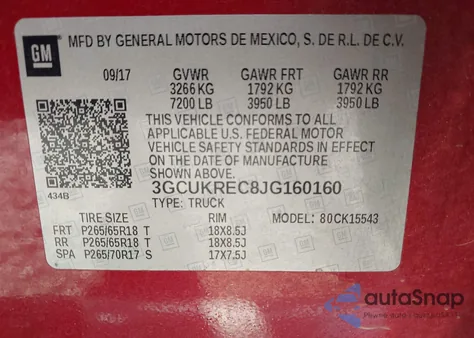 GM
MFD BY GENERAL MOTORS DE MEXICO, S. DE R.L. DE C.V.
09/17 GVWR GAWR FRT GAWR RR
3266 KG 1792 KG 1792 KG
7200 LB 3950 LB 3950 LB
THIS VEHICLE CONFORMS TO ALL
APPLICABLE U.S. FEDERAL MOTOR
VEHICLE SAFETY STANDARDS IN EFFECT
ON THE DATE OF MANUFACTURE
SHOWN ABOVE.
3GCUKREC8JG160160
434B TYPE: TRUCK
TIRE SIZE RIM MODEL: 80CK15543
FRT P265/65R18 T 18X8.5J
RR P265/65R18 T 18X8.5J
SPA P265/70R17 S 17X7.5J
autoSnap